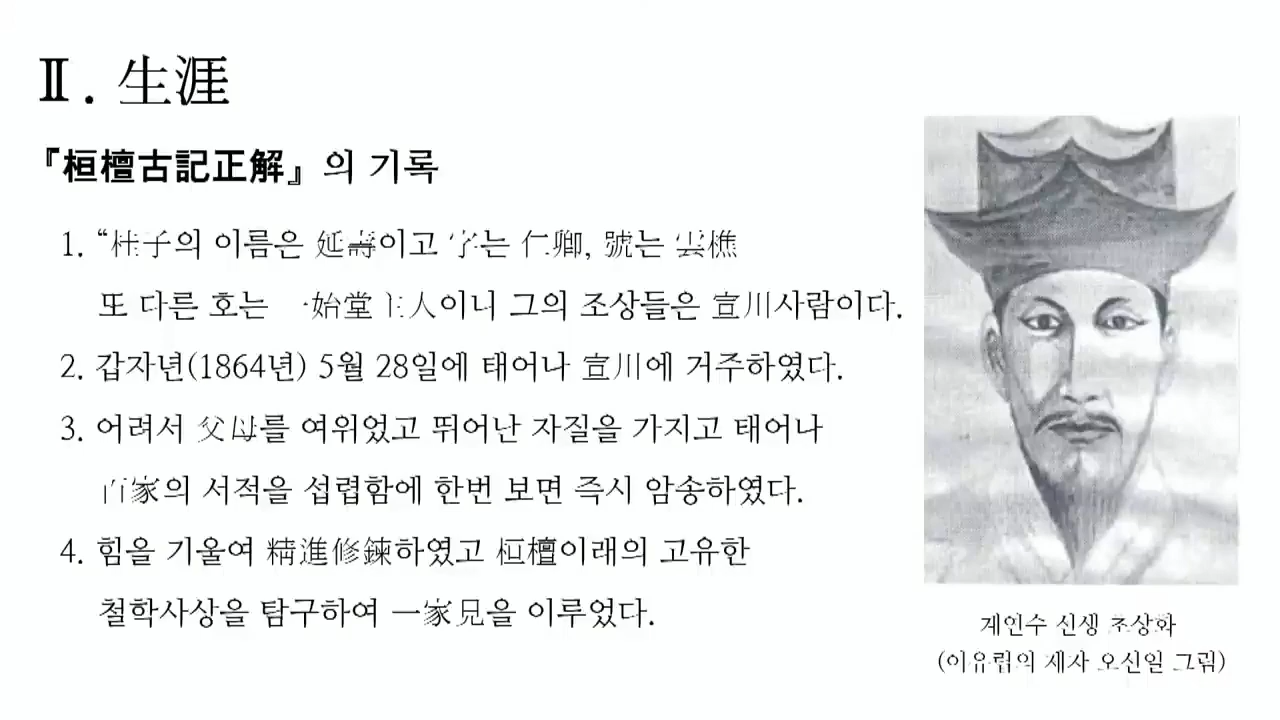 Ⅱ. 生涯
『桓檀古記正解』의 기록
1. “桂子의 이름은 延壽이고 字는 仁卿, 號는 雲樵
또 다른 호는 一始堂主人이니 그의 조상들은 宣川사람이다.
2. 갑자년(1864년) 5월 28일에 태어나 宣川에 거주하였다.
3. 어려서 父母를 여위었고 뛰어난 자질을 가지고 태어나
百家의 서적을 섭렵함에 한번 보면 즉시 암송하였다.
4. 힘을 기울여 精進修鍊하였고 桓檀이래의 고유한
철학사상을 탐구하여 一家見을 이루었다.
계연수 선생 초상화
(이유립의 제자 오신일 그림)